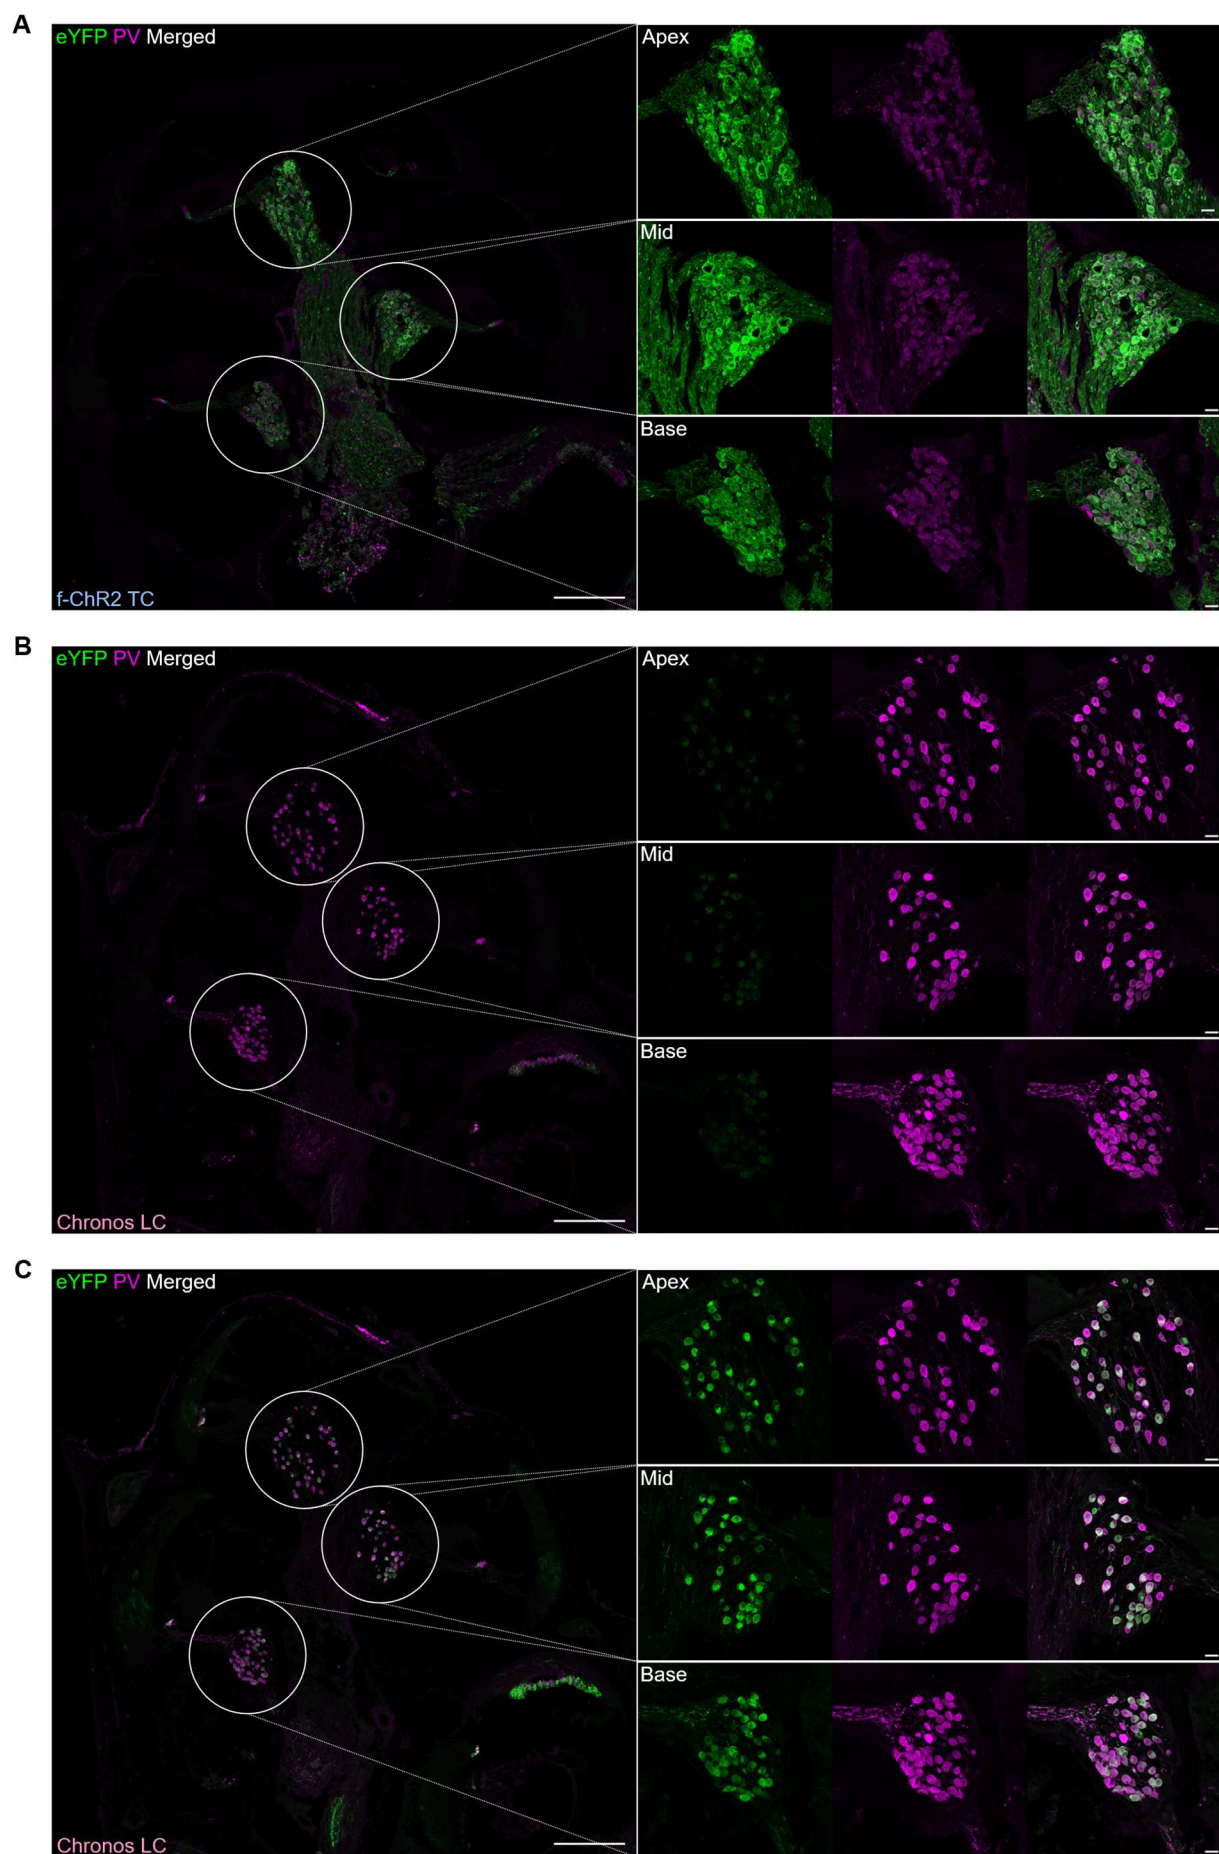 A
eYFP PV Merged
Apex
Mid
Base
f-ChR2 TC
B
eYFP PV Merged
Apex
Mid
Base
Chronos LC
C
eYFP PV Merged
Apex
Mid
Base
Chronos LC